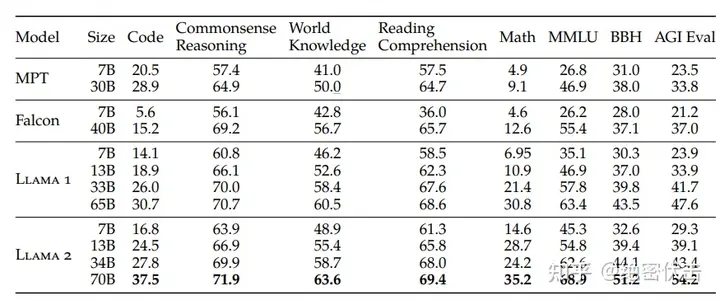 Model Size Code Commonsense Reasoning World Knowledge Reading Comprehension Math MMLU BBH AGI Eval
MPT 7B 20.5 57.4 41.0 57.5 4.9 26.8 31.0 23.5
30B 28.9 64.9 50.0 64.7 9.1 46.9 38.0 33.8
Falcon 7B 5.6 56.1 42.8 36.0 4.6 26.2 28.0 21.2
40B 15.2 69.2 56.7 65.7 12.6 55.4 37.1 37.0
LLAMA 1 7B 14.1 60.8 46.2 58.5 6.95 35.1 30.3 23.9
13B 18.9 66.1 52.6 62.3 10.9 46.9 37.0 33.9
33B 26.0 70.0 58.4 67.6 21.4 57.8 39.8 41.7
65B 30.7 70.7 60.5 68.6 30.8 63.4 43.5 47.6
LLAMA 2 7B 16.8 63.9 48.9 61.3 14.6 45.3 32.6 29.3
13B 24.5 66.9 55.4 65.8 28.7 54.8 39.4 39.1
34B 27.8 69.9 58.7 68.0 24.2 62.6 44.1 43.4
70B 37.5 71.9 63.6 69.4 35.2 68.9 51.2 54.2
知乎 @绝密伏击